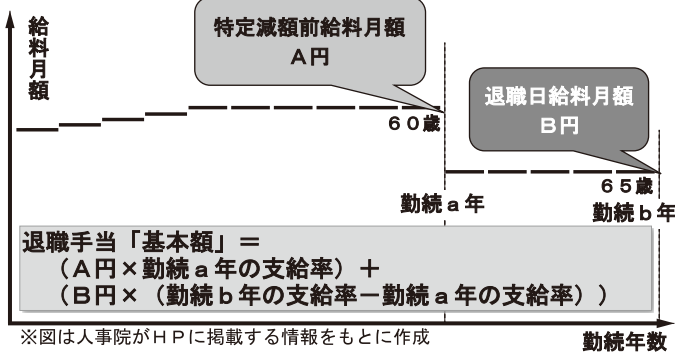 給料月額
特定減額前給料月額
A円
退職日給料月額
B円
60歳
65歳
勤続a年
勤続b年
退職手当「基本額」＝
（A円×勤続a年の支給率）＋
（B円×（勤続b年の支給率－勤続a年の支給率））
※図は人事院がHPに掲載する情報をもとに作成
勤続年数